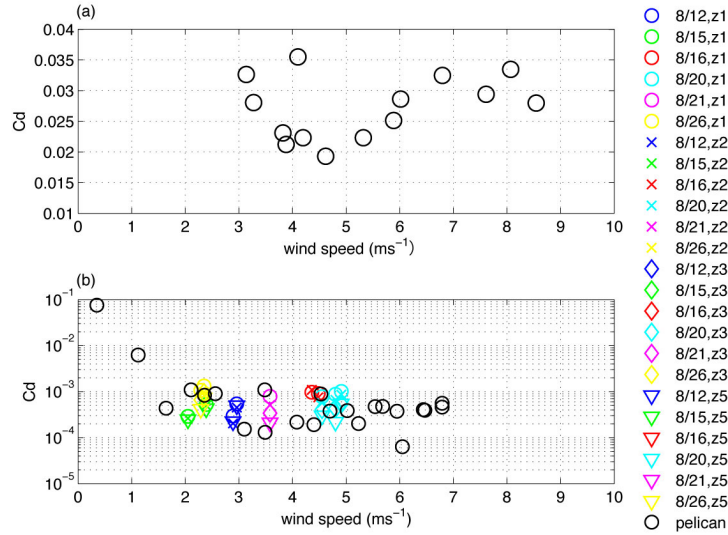 (a)
0.04
0.035
0.03
0.025
0.02
0.015
0.01
Cd
0 1 2 3 4 5 6 7 8 9 10
wind speed (ms⁻¹)
(b)
10⁻¹
10⁻²
10⁻³
10⁻⁴
10⁻⁵
Cd
0 1 2 3 4 5 6 7 8 9 10
wind speed (ms⁻¹)
8/12,z1
8/15,z1
8/16,z1
8/20,z1
8/21,z1
8/26,z1
8/12,z2
8/15,z2
8/16,z2
8/20,z2
8/21,z2
8/26,z2
8/12,z3
8/15,z3
8/16,z3
8/20,z3
8/21,z3
8/26,z3
8/12,z5
8/15,z5
8/16,z5
8/20,z5
8/21,z5
8/26,z5
pelican